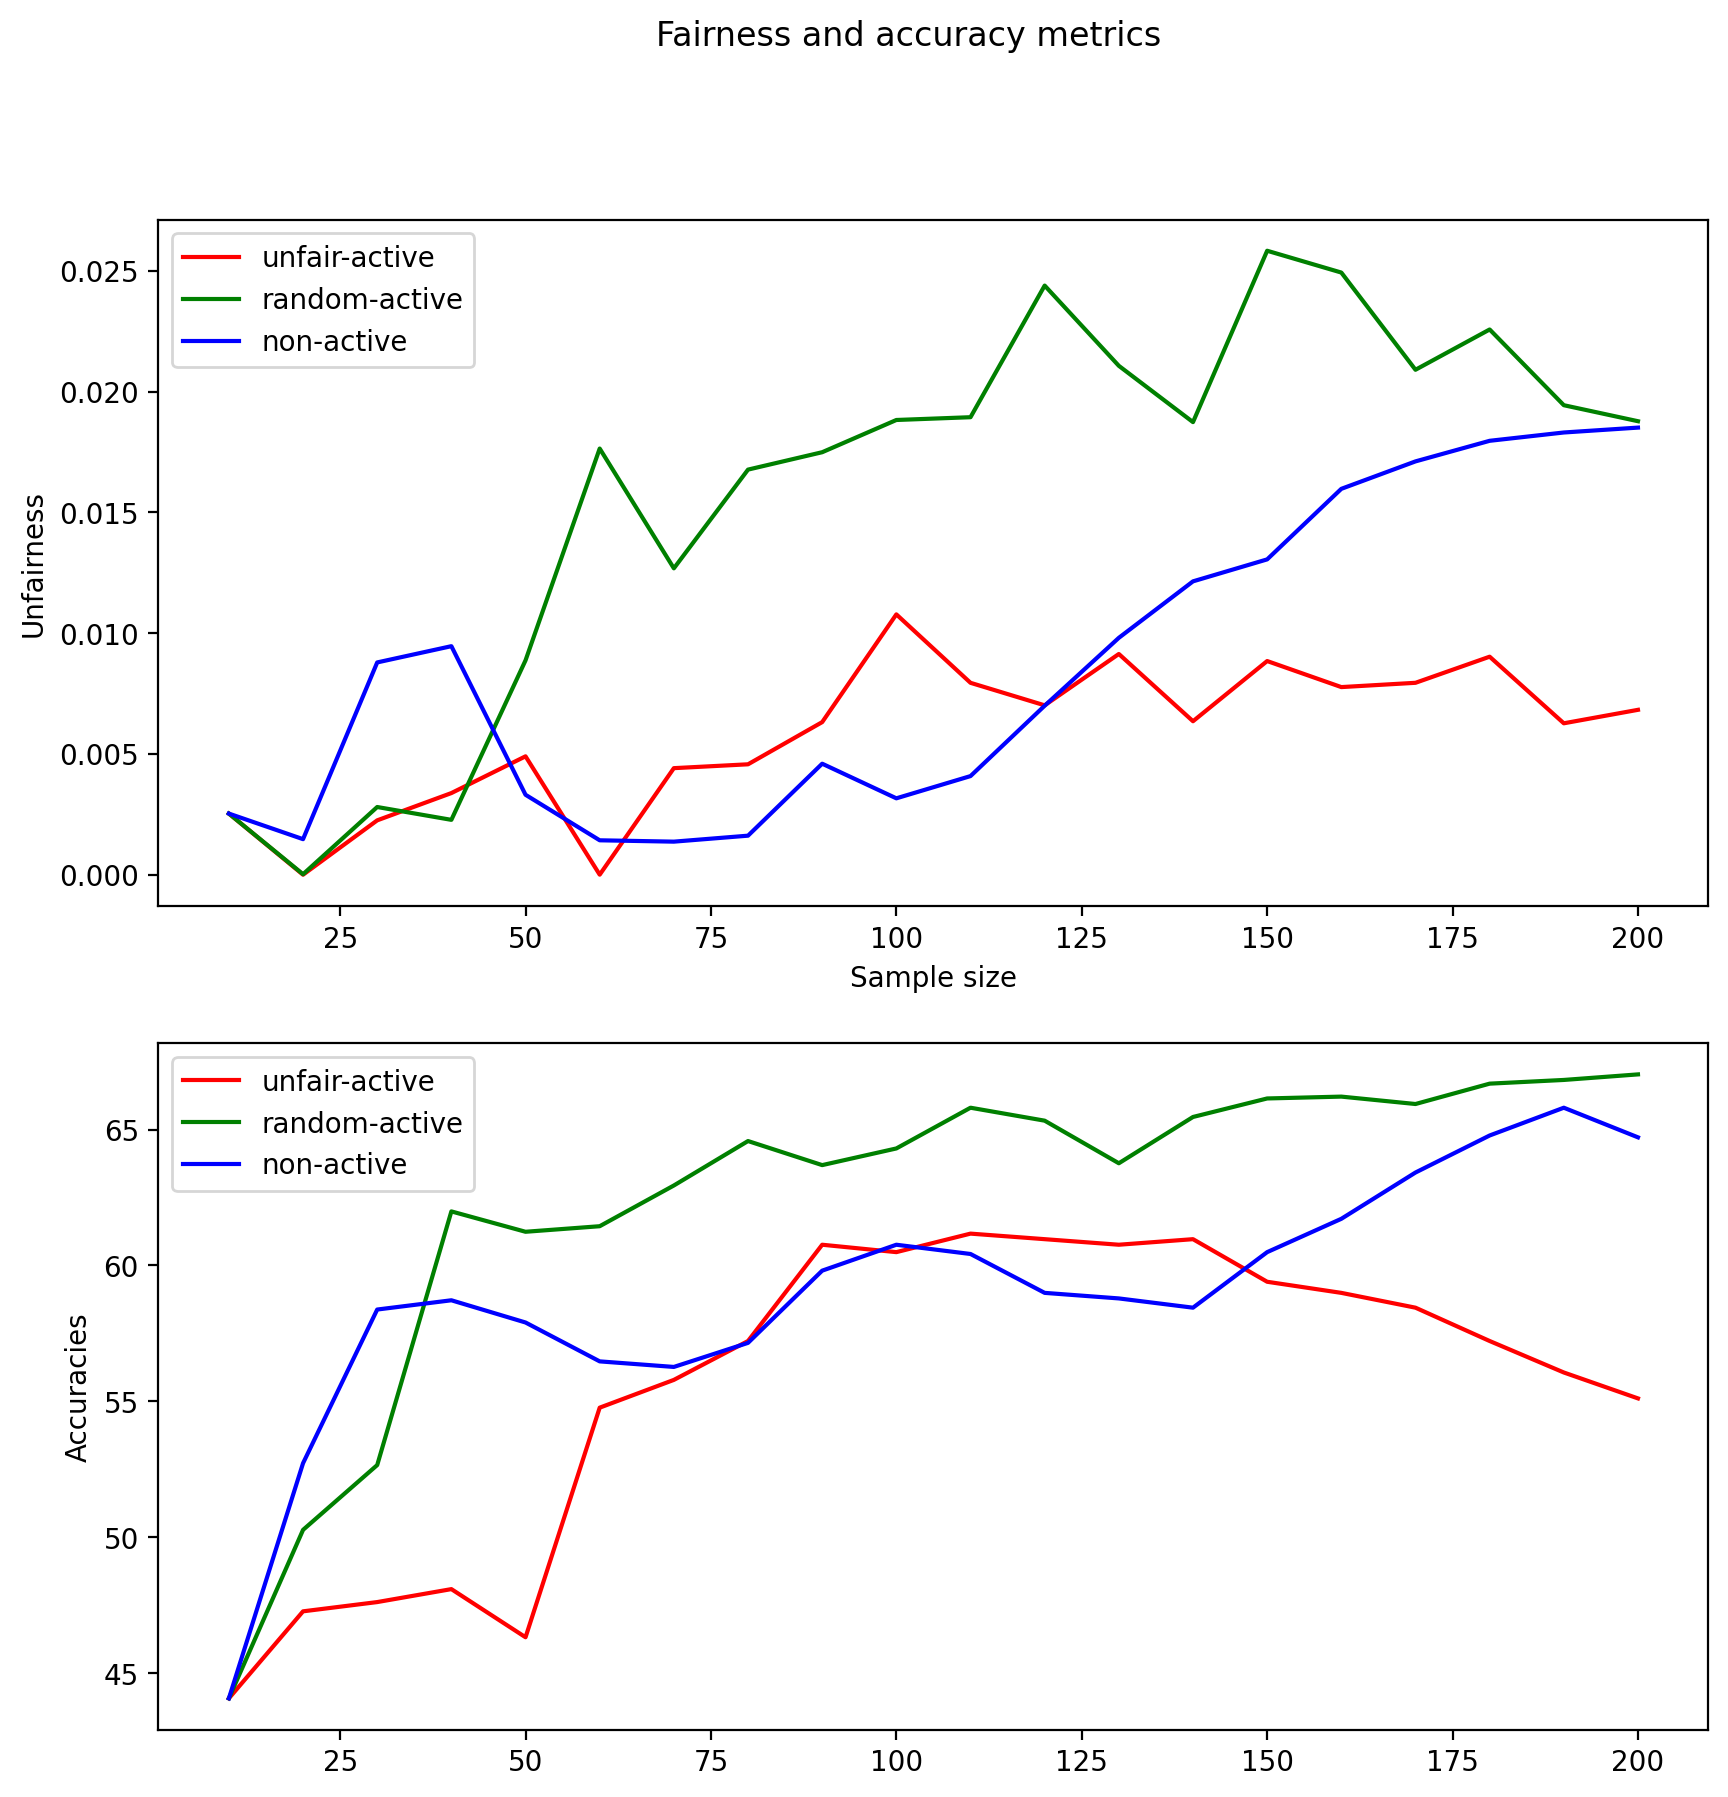 Fairness and accuracy metrics
unfair-active
random-active
non-active
0.025
0.020
0.015
0.010
0.005
0.000
Unfairness
25 50 75 100 125 150 175 200
Sample size
unfair-active
random-active
non-active
65
60
55
50
45
Accuracies
25 50 75 100 125 150 175 200